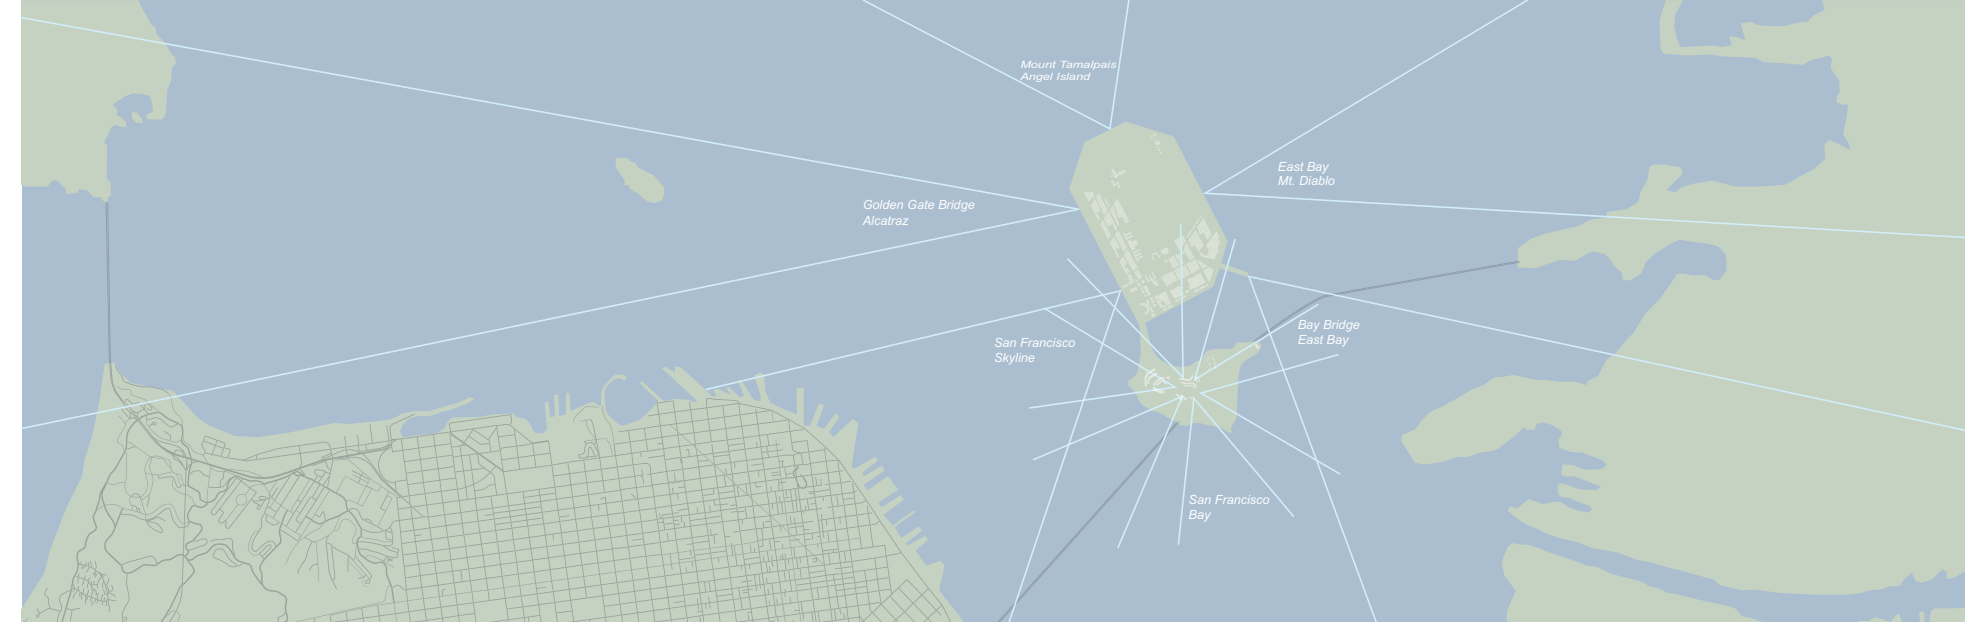 Mount Tamalpais
Angel Island
East Bay
Mt. Diablo
Golden Gate Bridge
Alcatraz
Bay Bridge
East Bay
San Francisco
Skyline
San Francisco
Bay